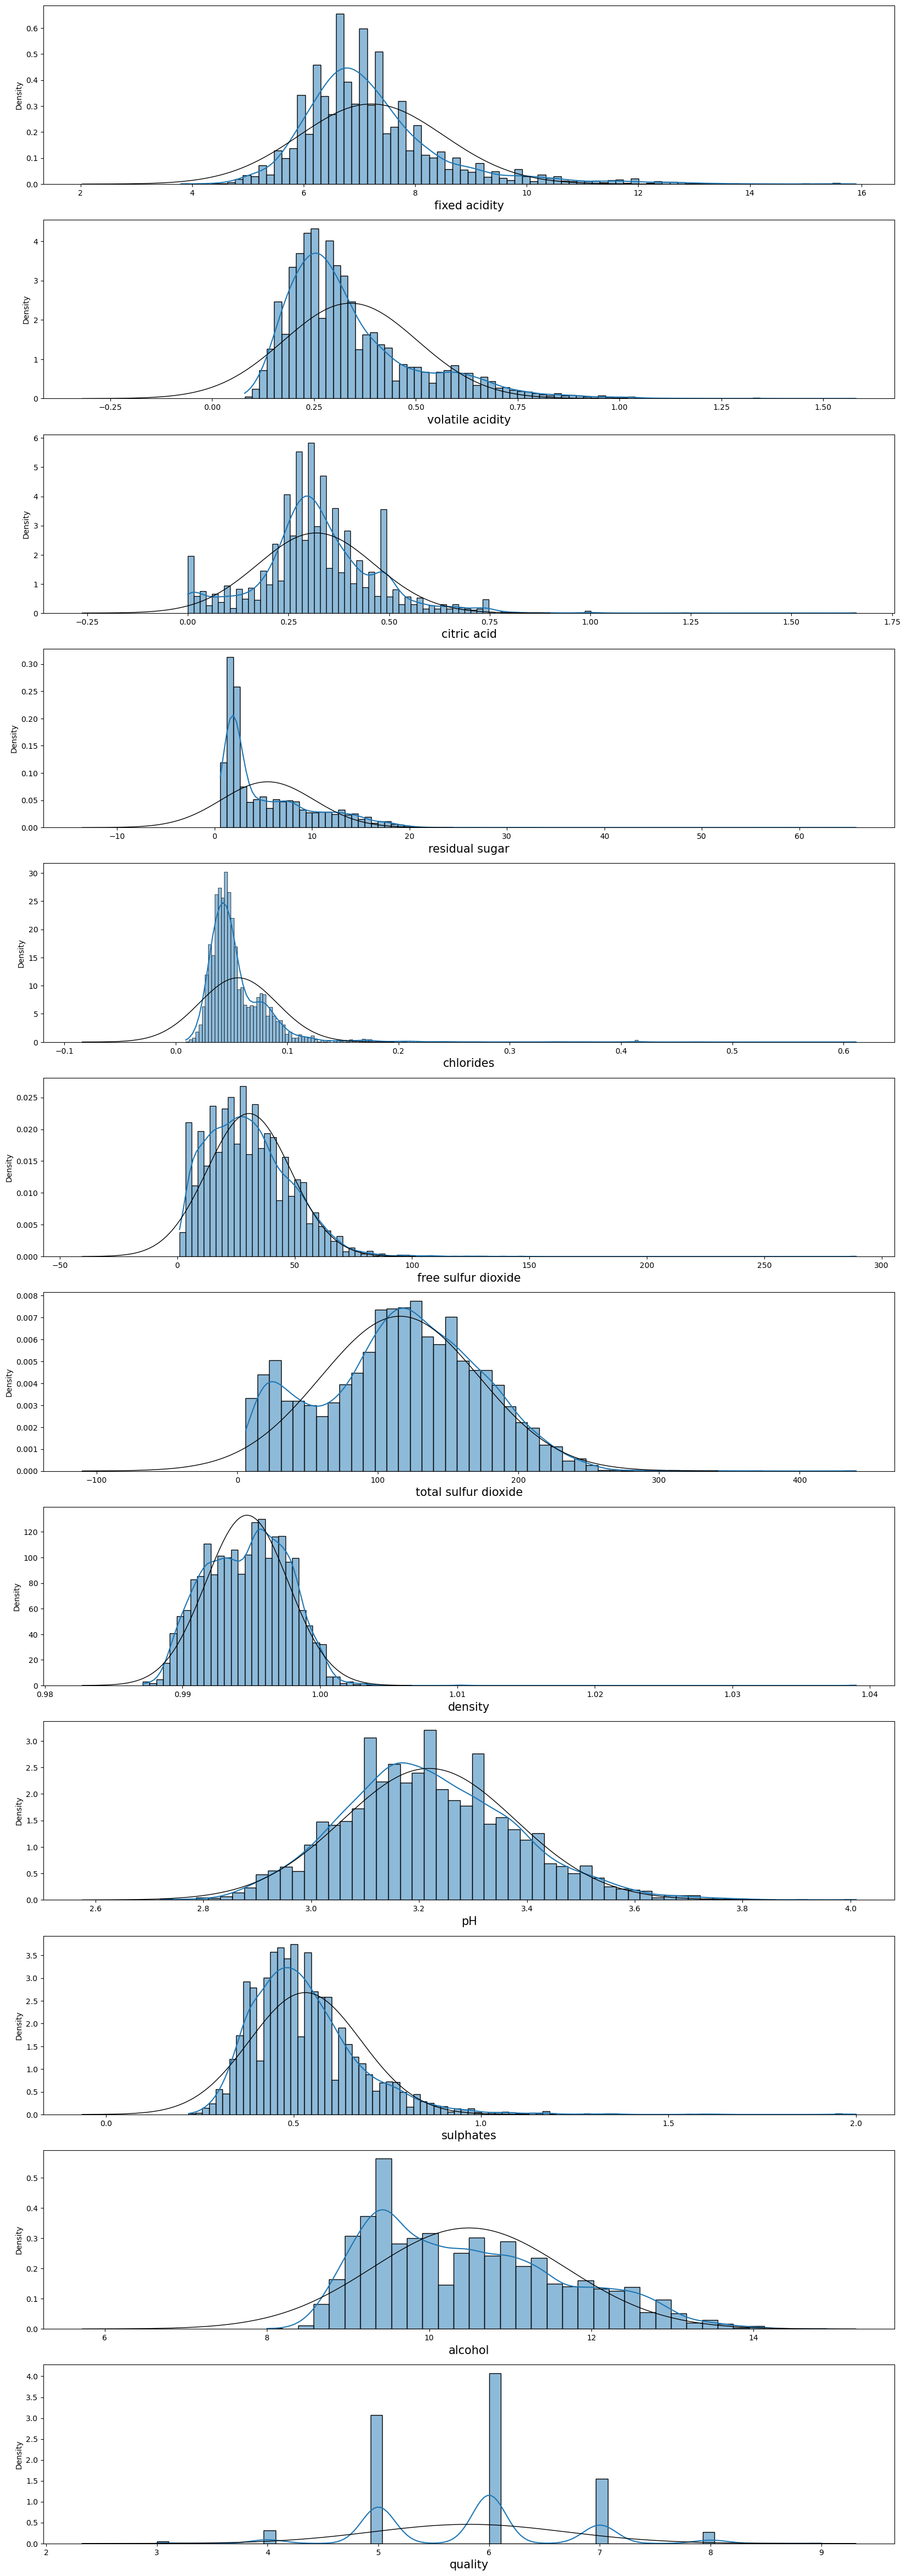 Density
0.6
0.5
0.4
0.3
0.2
0.1
0.0
2 4 6 8 10 12 14 16
fixed acidity
Density
4
3
2
1
0
−0.25 0.00 0.25 0.50 0.75 1.00 1.25 1.50
volatile acidity
Density
6
5
4
3
2
1
0
−0.25 0.00 0.25 0.50 0.75 1.00 1.25 1.50 1.75
citric acid
Density
0.30
0.25
0.20
0.15
0.10
0.05
0.00
−10 0 10 20 30 40 50 60
residual sugar
Density
30
25
20
15
10
5
0
−0.1 0.0 0.1 0.2 0.3 0.4 0.5 0.6
chlorides
Density
0.025
0.020
0.015
0.010
0.005
0.000
−50 0 50 100 150 200 250 300
free sulfur dioxide
Density
0.008
0.007
0.006
0.005
0.004
0.003
0.002
0.001
0.000
−100 0 100 200 300 400
total sulfur dioxide
Density
120
100
80
60
40
20
0
0.98 0.99 1.00 1.01 1.02 1.03 1.04
density
Density
3.0
2.5
2.0
1.5
1.0
0.5
0.0
2.6 2.8 3.0 3.2 3.4 3.6 3.8 4.0
pH
Density
3.5
3.0
2.5
2.0
1.5
1.0
0.5
0.0
0.0 0.5 1.0 1.5 2.0
sulphates
Density
0.5
0.4
0.3
0.2
0.1
0.0
6 8 10 12 14
alcohol
Density
4.0
3.5
3.0
2.5
2.0
1.5
1.0
0.5
0.0
2 3 4 5 6 7 8 9
quality